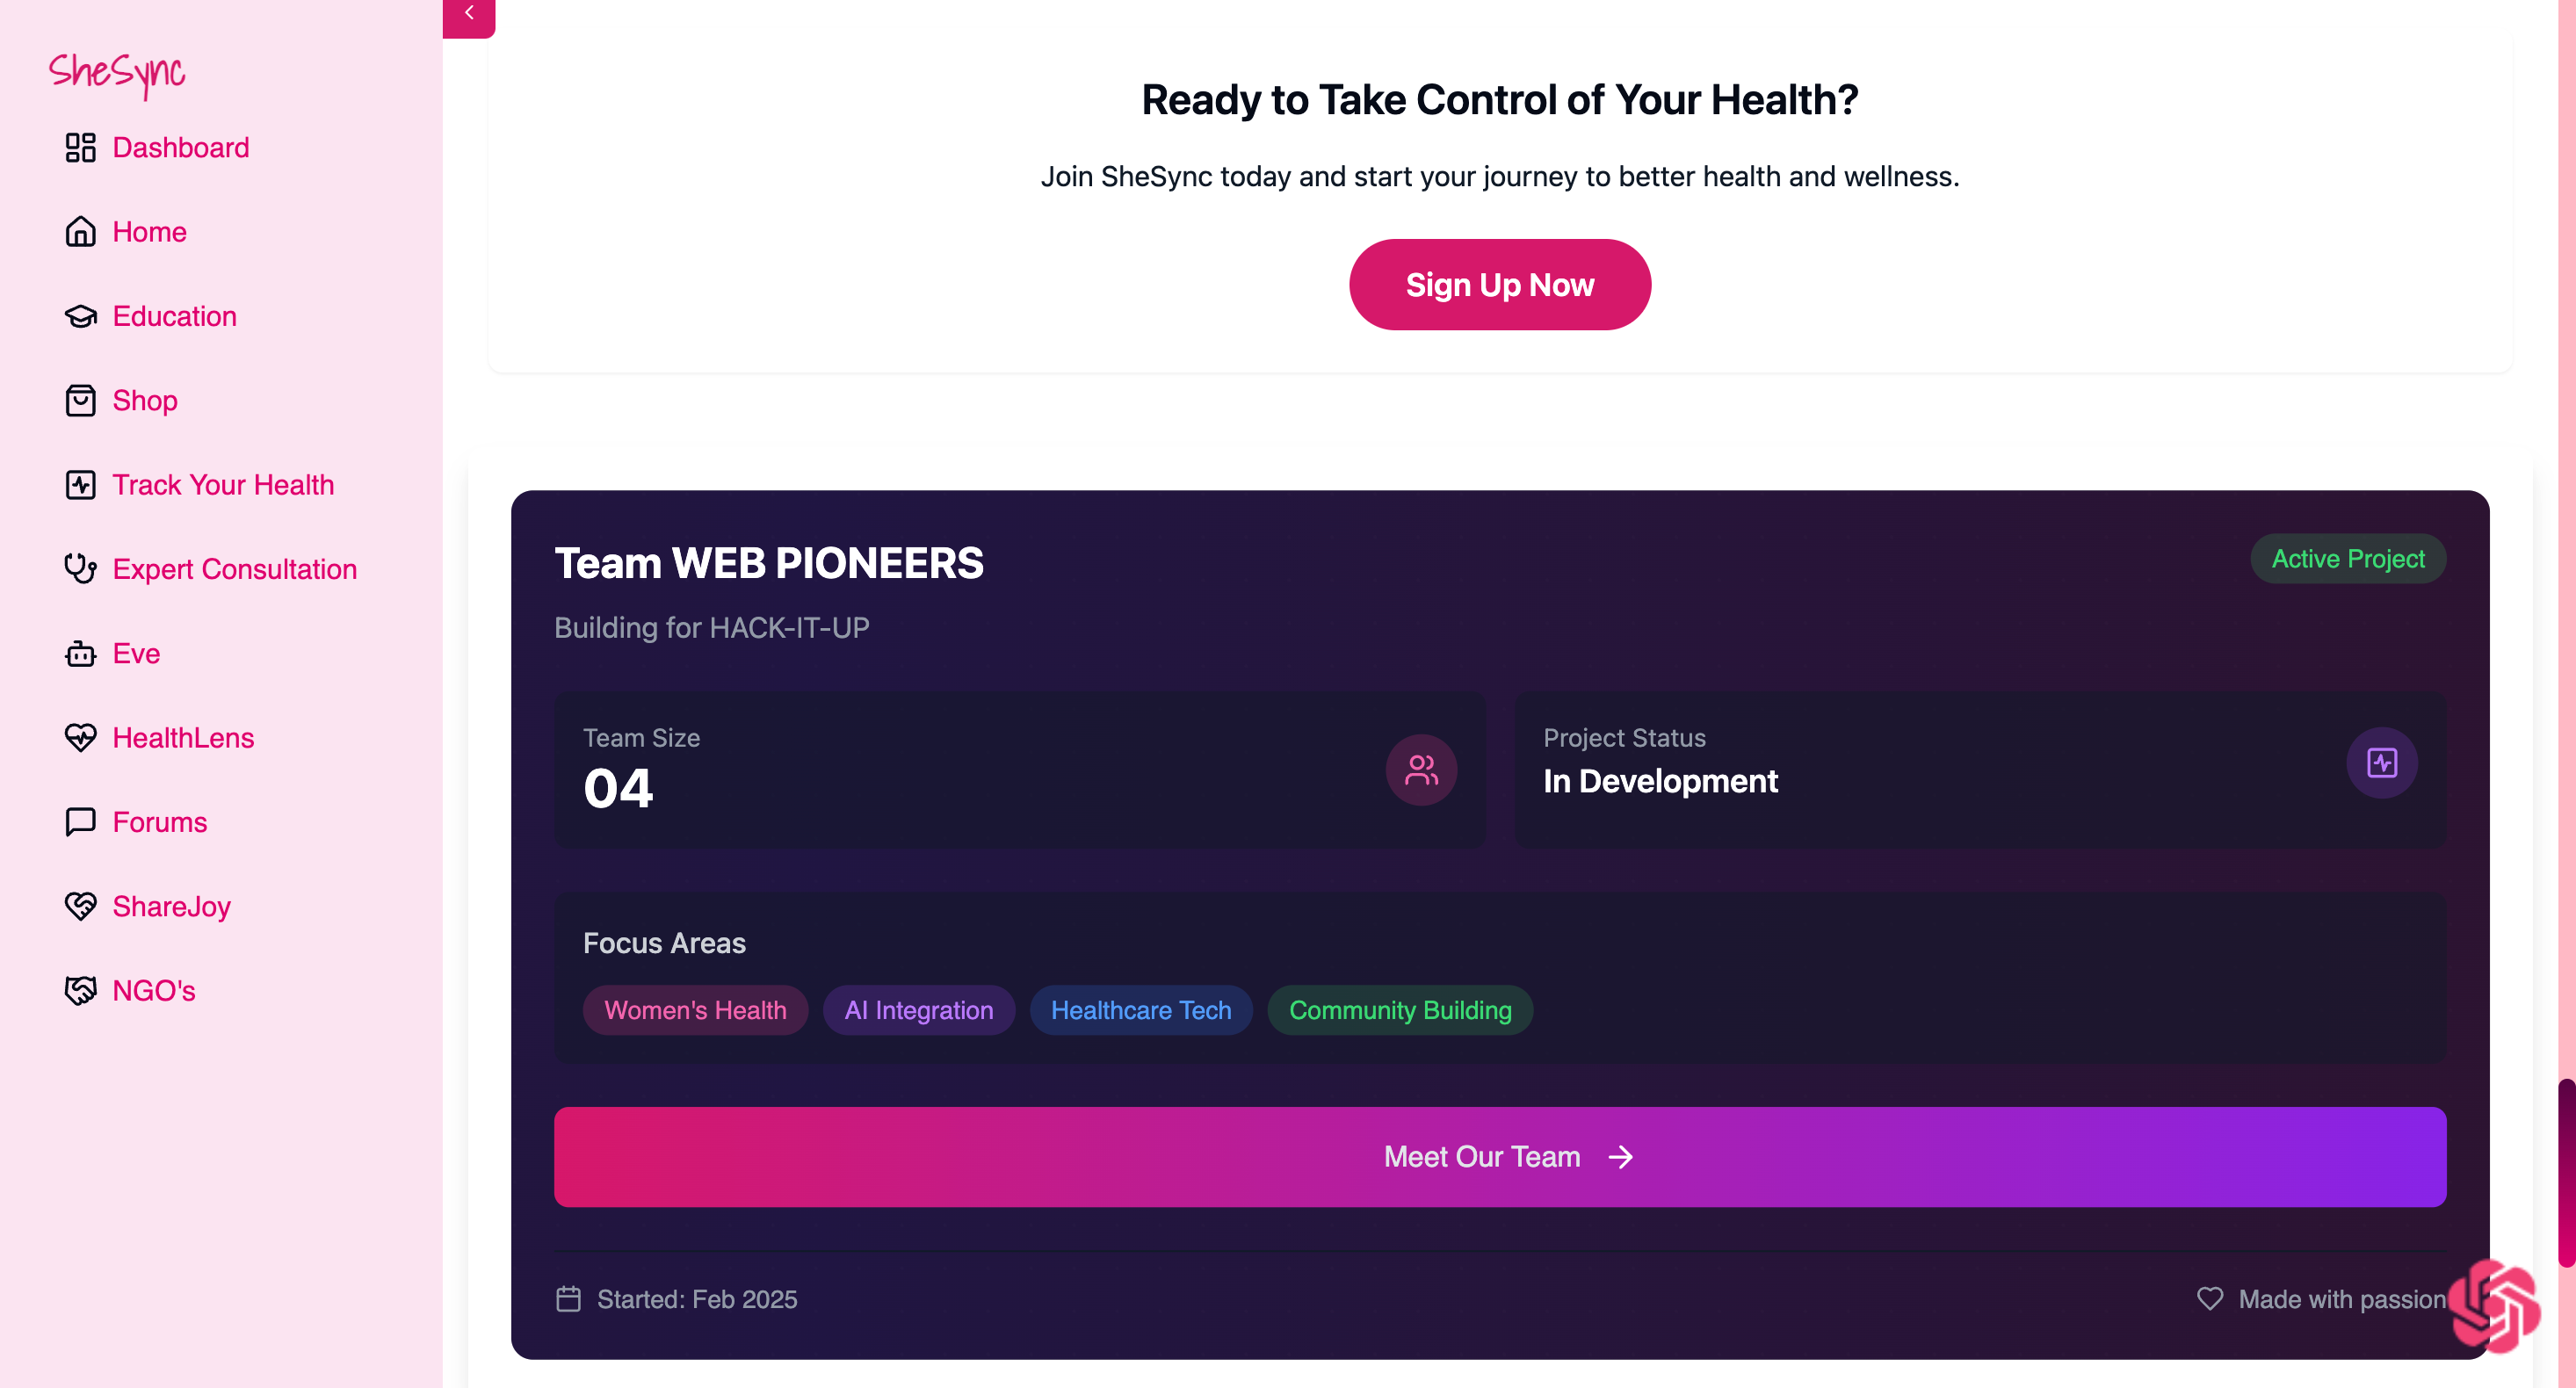 SheSync
Dashboard
Home
Education
Shop
Track Your Health
Expert Consultation
Eve
HealthLens
Forums
ShareJoy
NGO's
Ready to Take Control of Your Health?
Join SheSync today and start your journey to better health and wellness.
Sign Up Now
Team WEB PIONEERS
Active Project
Building for HACK-IT-UP
Team Size
04
Project Status
In Development
Focus Areas
Women's Health
AI Integration
Healthcare Tech
Community Building
Meet Our Team
Started: Feb 2025
Made with passion